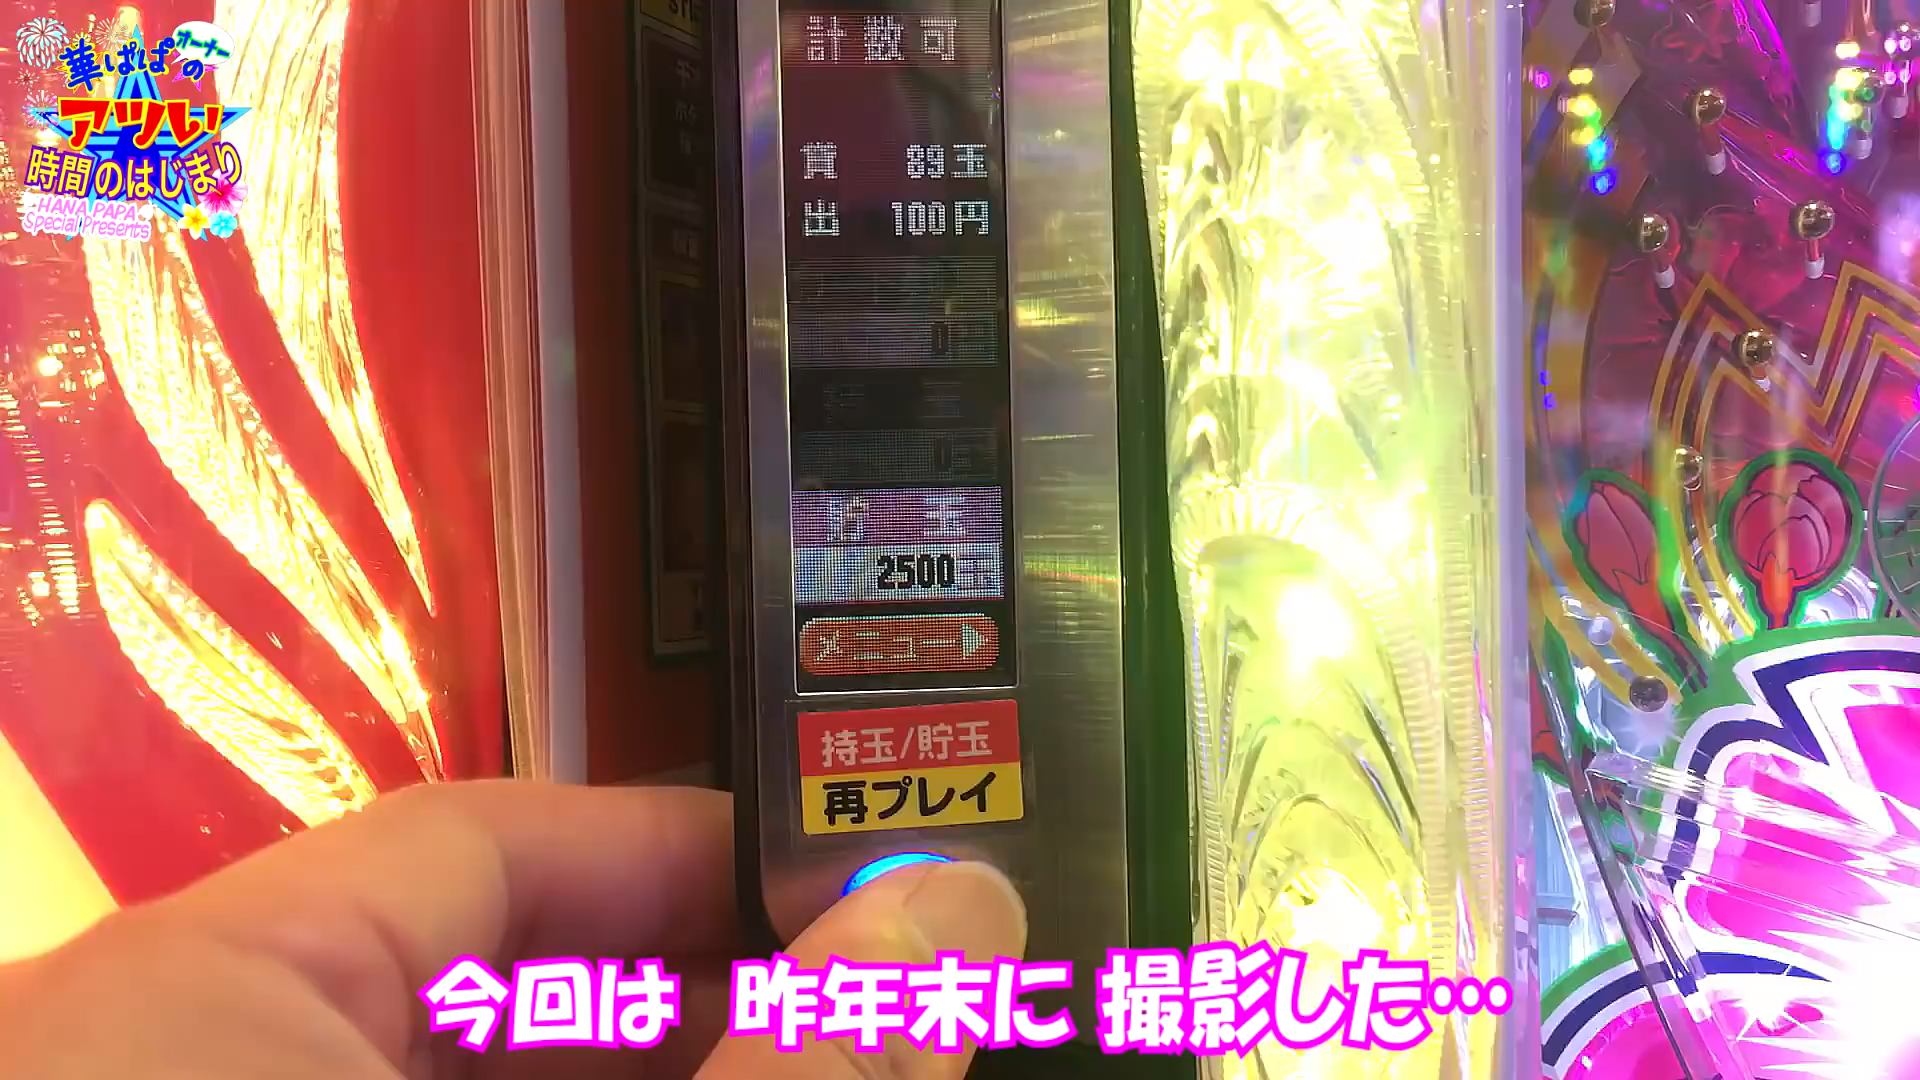 華ぱぱオーナーの
アツい
時間のはじまり
HANA PAPA
Special Presents
計数可
賞 89玉
出 100円
0
0
貯玉
2500
メニュー▶
持玉/貯玉
再プレイ
今回は 昨年末に 撮影した…